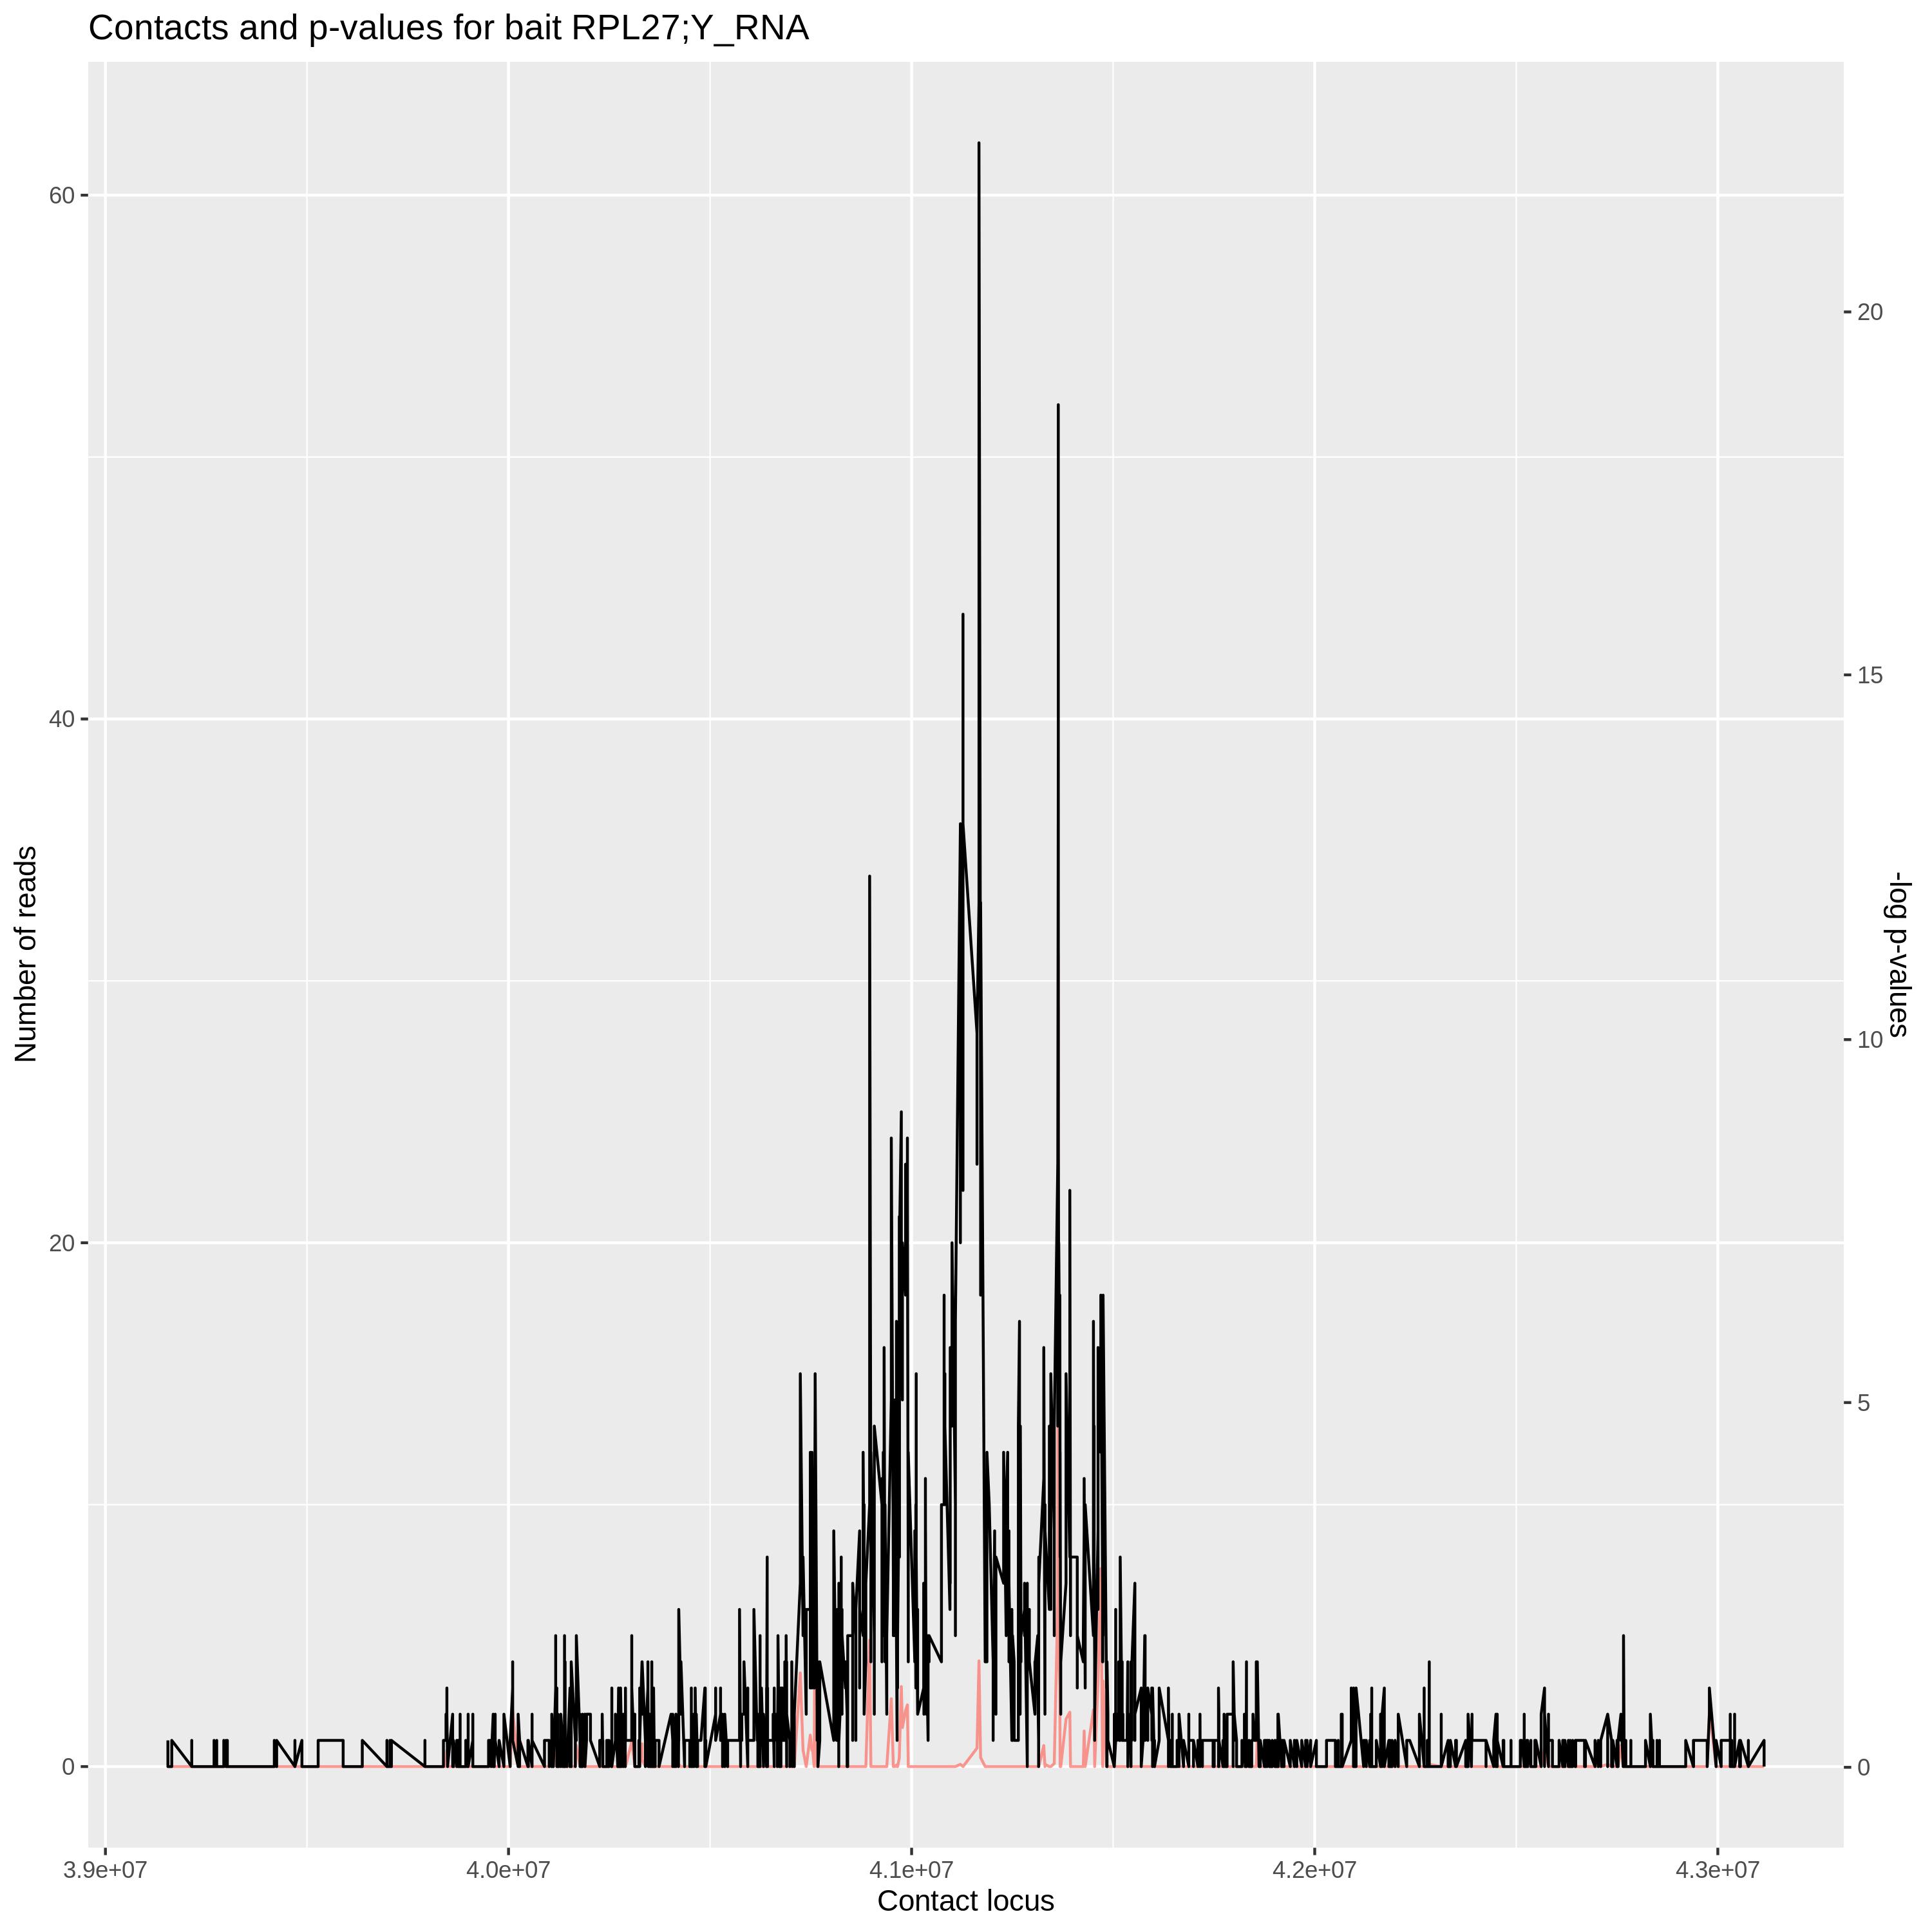 Contacts and p-values for bait RPL27;Y_RNA
60
40
20
0
Number of reads
20
15
10
5
0
-log p-values
3.9e+07
4.0e+07
4.1e+07
4.2e+07
4.3e+07
Contact locus